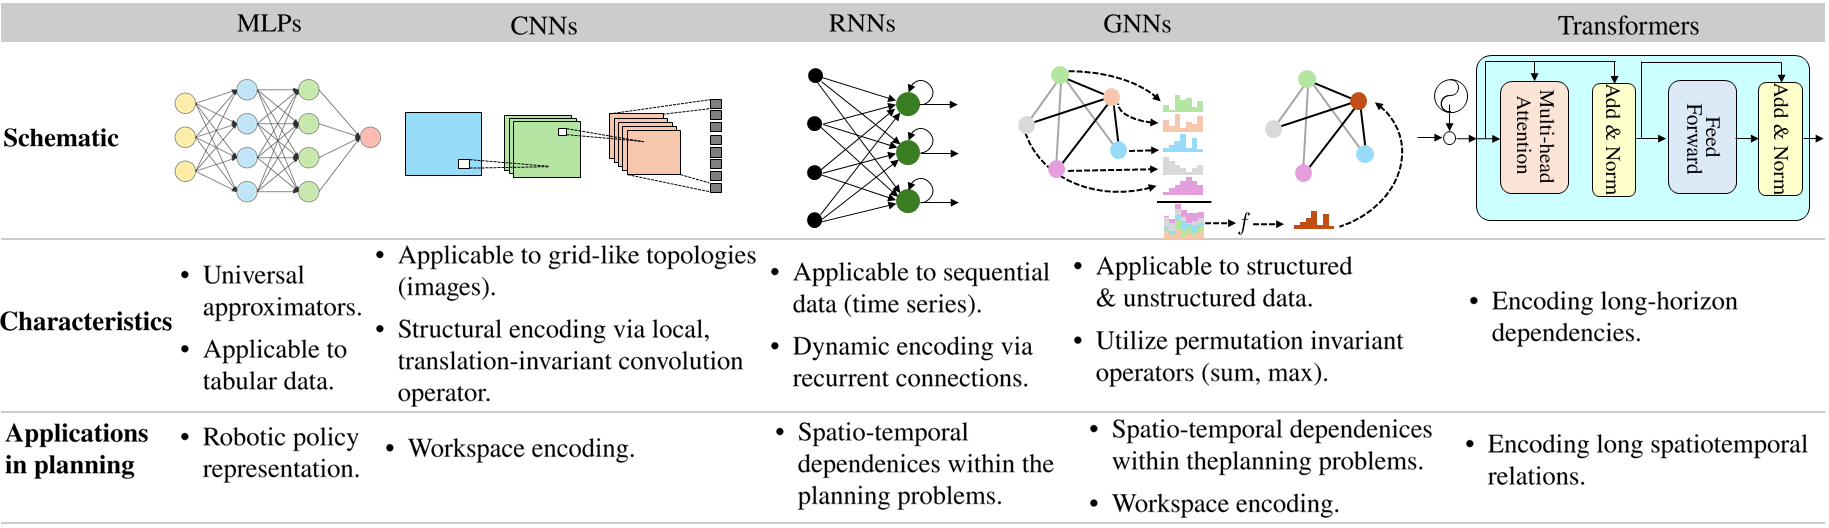 MLPs
CNNs
RNNs
GNNs
Transformers
Schematic
f
Multi-head
Attention
Add & Norm
Feed
Forward
Add & Norm
Characteristics
• Universal
approximators.
• Applicable to
tabular data.
• Applicable to grid-like topologies
(images).
• Structural encoding via local,
translation-invariant convolution
operator.
• Applicable to sequential
data (time series).
• Dynamic encoding via
recurrent connections.
• Applicable to structured
& unstructured data.
• Utilize permutation invariant
operators (sum, max).
• Encoding long-horizon
dependencies.
Applications
in planning
• Robotic policy
representation.
• Workspace encoding.
• Spatio-temporal
dependenices within the
planning problems.
• Spatio-temporal dependenices
within theplanning problems.
• Workspace encoding.
• Encoding long spatiotemporal
relations.